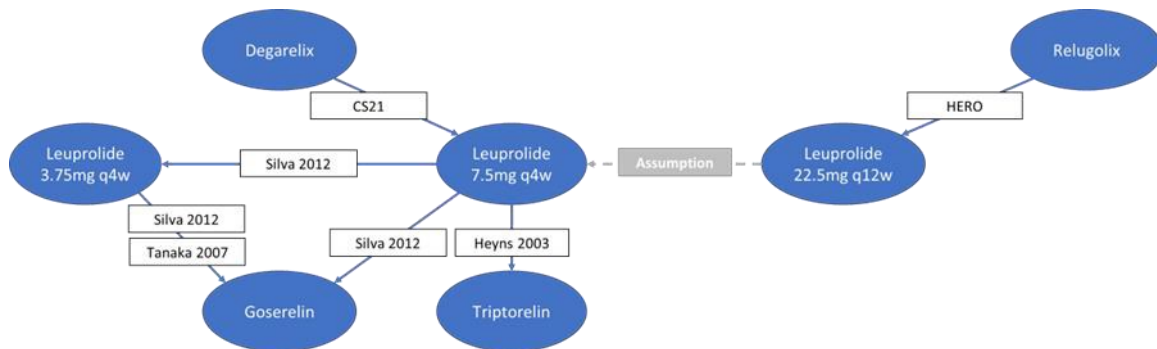 Degarelix
Relugolix
CS21
HERO
Leuprolide
3.75mg q4w
Silva 2012
Leuprolide
7.5mg q4w
Assumption
Leuprolide
22.5mg q12w
Silva 2012
Tanaka 2007
Silva 2012
Heyns 2003
Goserelin
Triptorelin